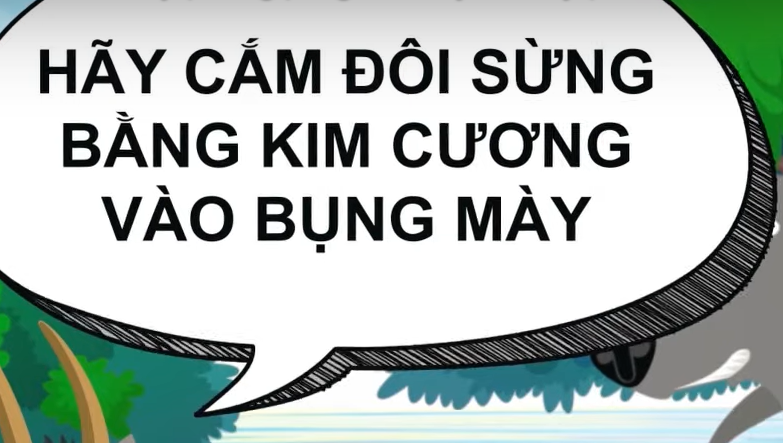 HÃY CẮM ĐÔI SỪNG
BẰNG KIM CƯƠNG
VÀO BỤNG MÀY